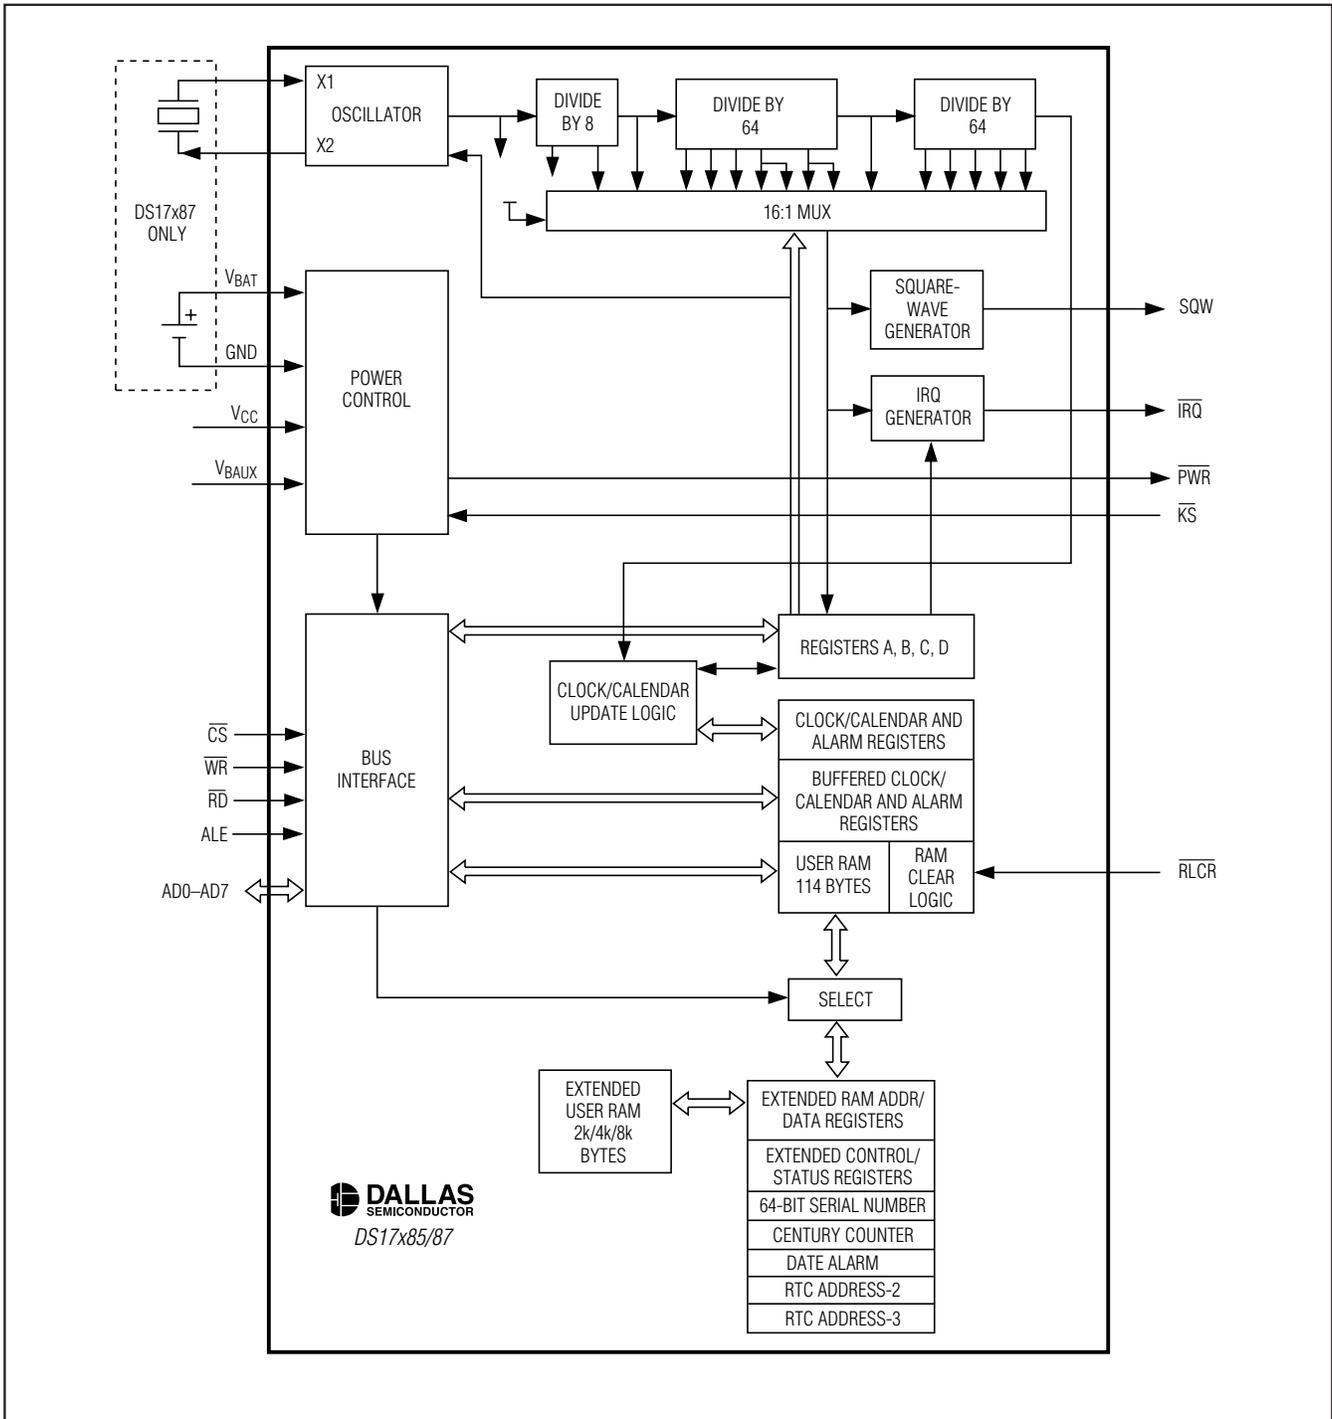 X1
OSCILLATOR
X2
DIVIDE
BY 8
DIVIDE BY
64
DIVIDE BY
64
16:1 MUX
DS17x87
ONLY
VBAT
+
GND
VCC
VBAUX
POWER
CONTROL
SQUARE-
WAVE
GENERATOR
SQW
IRQ
GENERATOR
IRQ
PWR
KS
REGISTERS A, B, C, D
CLOCK/CALENDAR
UPDATE LOGIC
CS
WR
RD
ALE
AD0–AD7
BUS
INTERFACE
CLOCK/CALENDAR AND
ALARM REGISTERS
BUFFERED CLOCK/
CALENDAR AND ALARM
REGISTERS
USER RAM
114 BYTES
RAM
CLEAR
LOGIC
RLCR
SELECT
EXTENDED
USER RAM
2k/4k/8k
BYTES
EXTENDED RAM ADDR/
DATA REGISTERS
EXTENDED CONTROL/
STATUS REGISTERS
64-BIT SERIAL NUMBER
CENTURY COUNTER
DATE ALARM
RTC ADDRESS-2
RTC ADDRESS-3
DALLAS
SEMICONDUCTOR
DS17x85/87